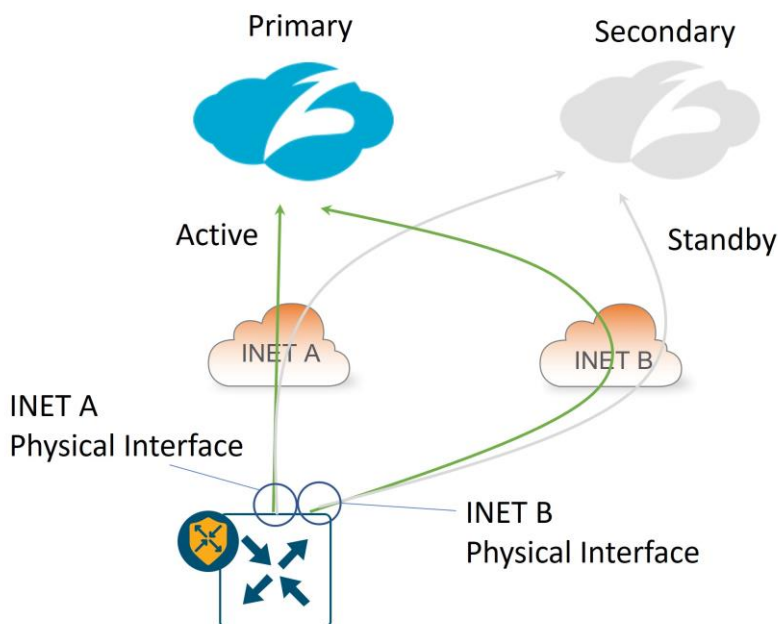 Primary
Secondary
Active
Standby
INET A
INET B
INET A
Physical Interface
INET B
Physical Interface